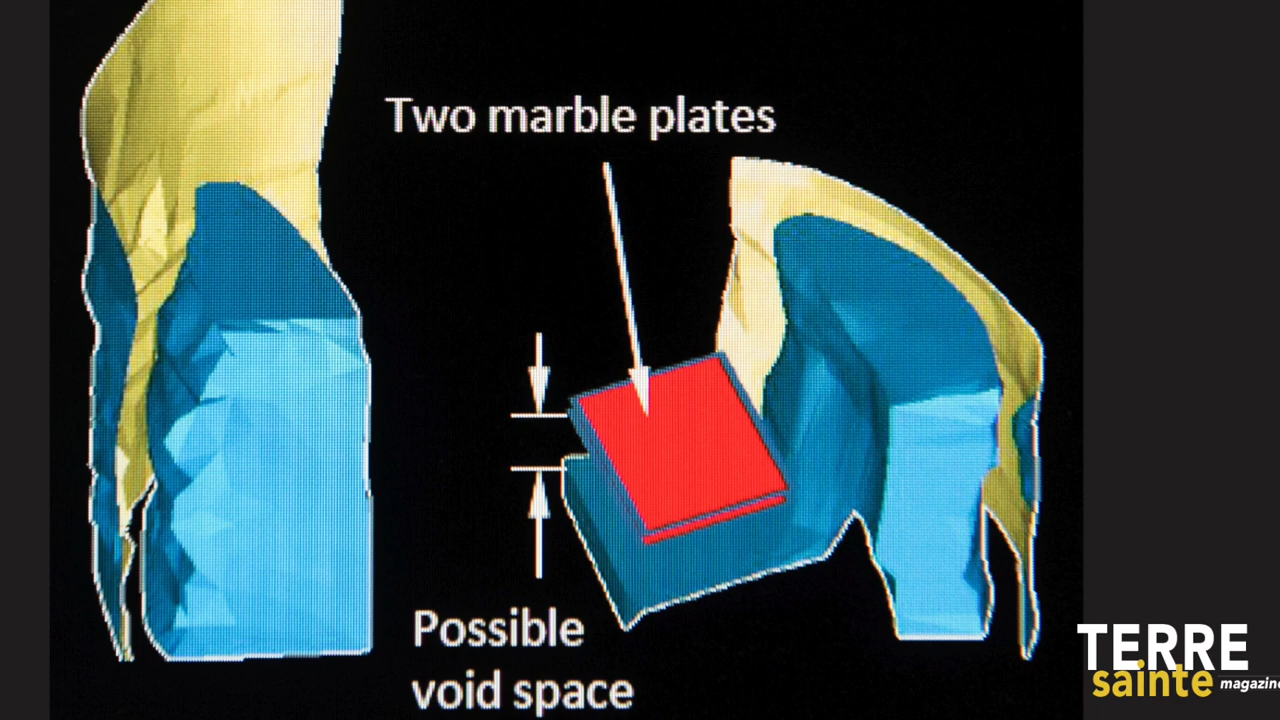 Two marble plates
Possible
void space
TERRE
sainte magazine